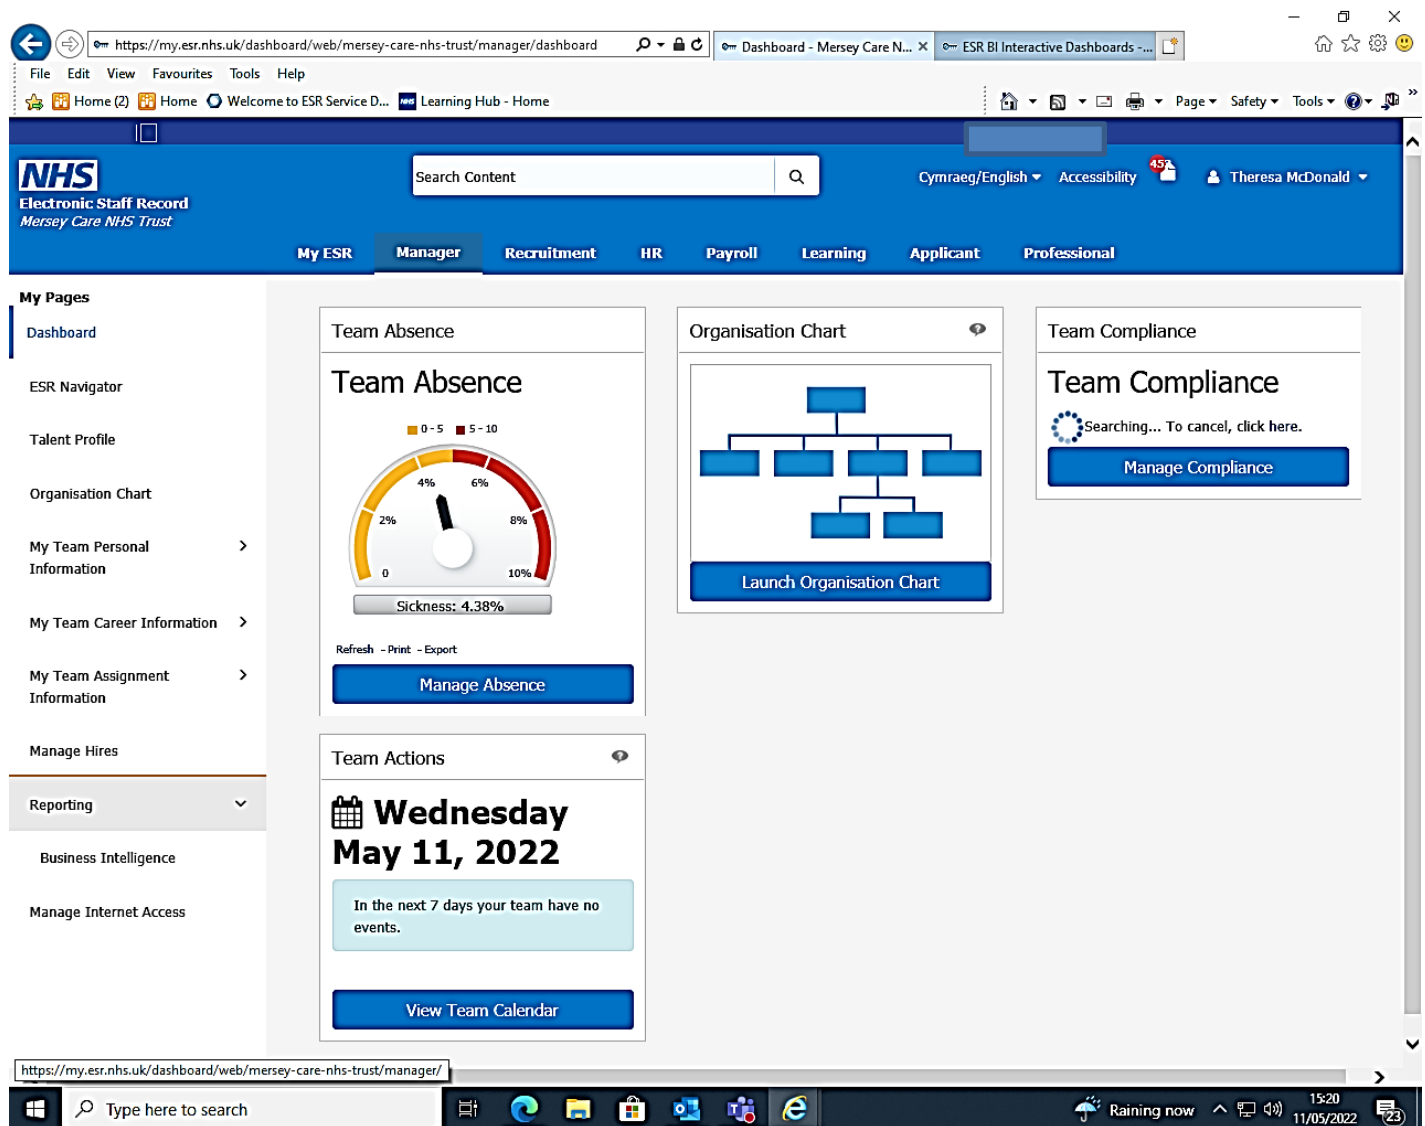 https://my.esr.nhs.uk/dashboard/web/mersey-care-nhs-trust/manager/dashboard
Dashboard - Mersey Care N...
ESR BI Interactive Dashboards -...
File Edit View Favourites Tools Help
Home (2) Home Welcome to ESR Service D... Learning Hub - Home
Page Safety Tools
NHS
Electronic Staff Record
Mersey Care NHS Trust
Search Content
Cymraeg/English Accessibility Theresa McDonald
My ESR Manager Recruitment HR Payroll Learning Applicant Professional
My Pages
Dashboard
ESR Navigator
Talent Profile
Organisation Chart
My Team Personal
Information
My Team Career Information
My Team Assignment
Information
Manage Hires
Reporting
Business Intelligence
Manage Internet Access
Team Absence
Team Absence
0 - 5 5 - 10
4% 6%
2% 8%
0 10%
Sickness: 4.38%
Refresh - Print - Export
Manage Absence
Organisation Chart
Launch Organisation Chart
Team Compliance
Team Compliance
Searching... To cancel, click here.
Manage Compliance
Team Actions
Wednesday
May 11, 2022
In the next 7 days your team have no
events.
View Team Calendar
https://my.esr.nhs.uk/dashboard/web/mersey-care-nhs-trust/manager/
Type here to search
Raining now
15:20
11/05/2022
23